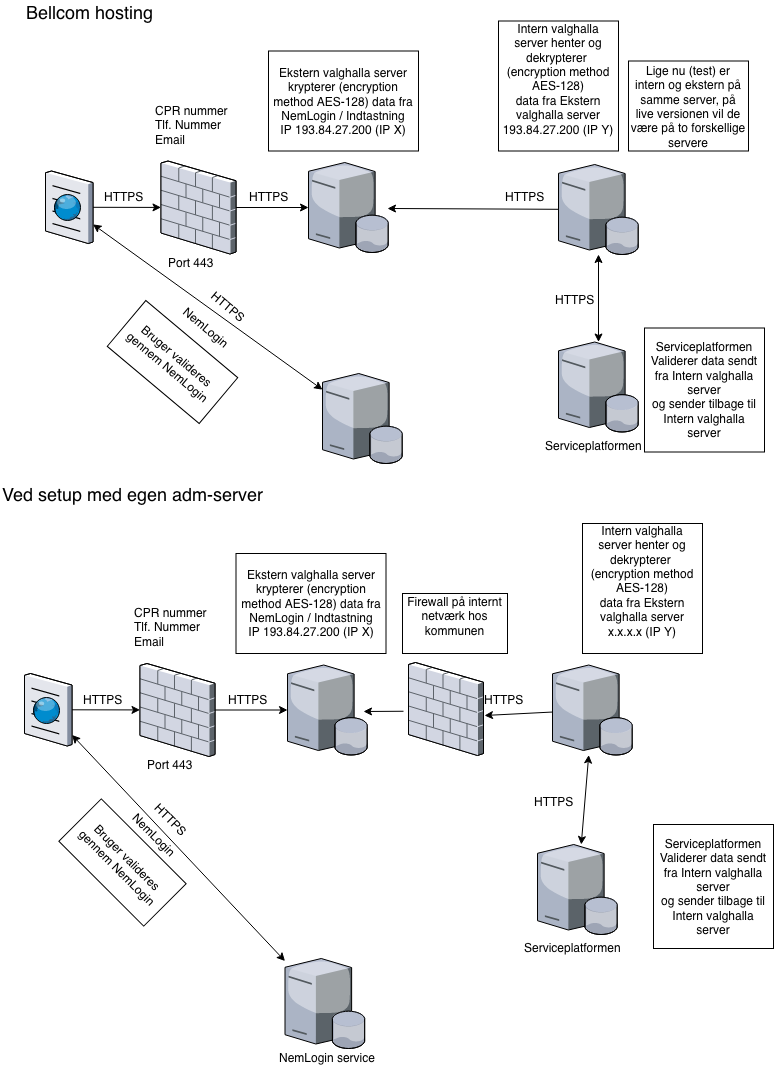 Bellcom hosting
Ekstern valghalla server
krypterer (encryption
method AES-128) data fra
NemLogin / Indtastning
IP 193.84.27.200 (IP X)
Intern valghalla
server henter og
dekrypterer
(encryption method
AES-128)
data fra Ekstern
valghalla server
193.84.27.200 (IP Y)
Lige nu (test) er
intern og ekstern på
samme server, på
live versionen vil de
være på to forskellige
servere
CPR nummer
Tlf. Nummer
Email
HTTPS
HTTPS
HTTPS
Port 443
HTTPS
NemLogin
Bruger valideres
gennem NemLogin
HTTPS
Serviceplatformen
Validerer data sendt
fra Intern valghalla
server
og sender tilbage til
Intern valghalla
server
Serviceplatformen
Ved setup med egen adm-server
Ekstern valghalla server
krypterer (encryption
method AES-128) data fra
NemLogin / Indtastning
IP 193.84.27.200 (IP X)
Firewall på internt
netværk hos
kommunen
Intern valghalla
server henter og
dekrypterer
(encryption method
AES-128)
data fra Ekstern
valghalla server
x.x.x.x (IP Y)
CPR nummer
Tlf. Nummer
Email
HTTPS
HTTPS
HTTPS
Port 443
HTTPS
NemLogin
Bruger valideres
gennem NemLogin
HTTPS
Serviceplatformen
Validerer data sendt
fra Intern valghalla
server
og sender tilbage til
Intern valghalla
server
Serviceplatformen
NemLogin service